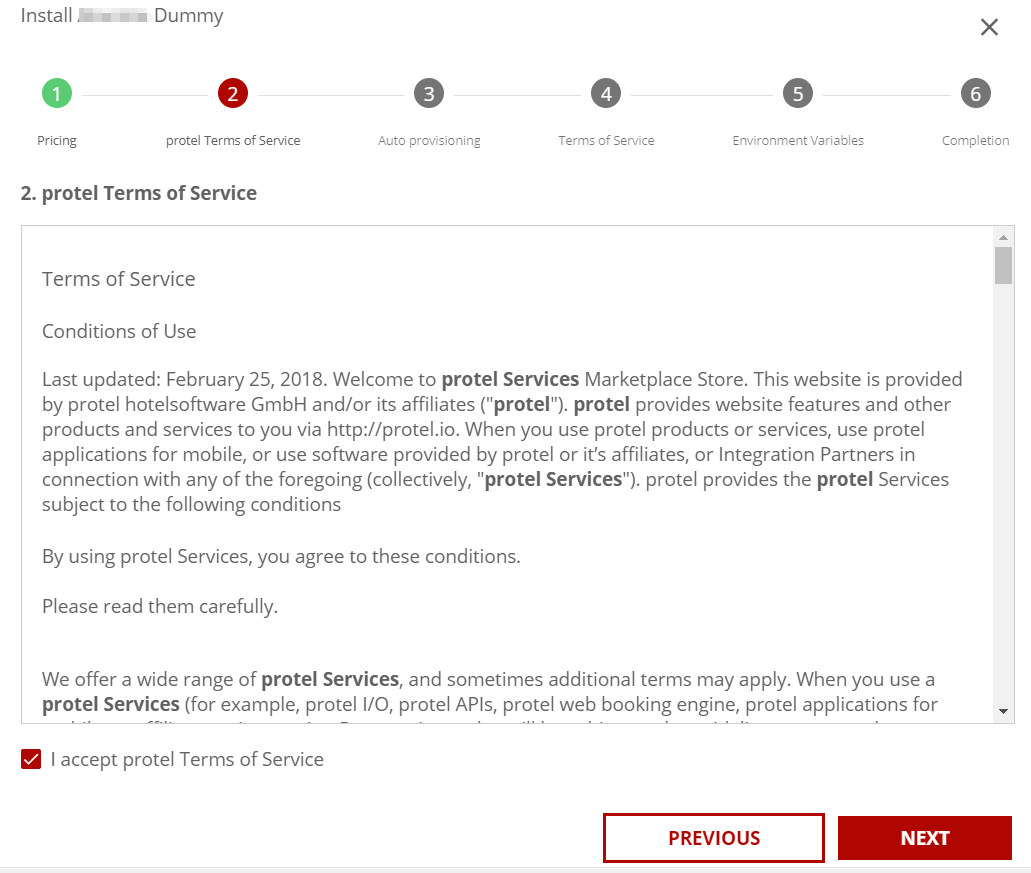 Install Dummy
1
2
3
4
5
6
Pricing
protel Terms of Service
Auto provisioning
Terms of Service
Environment Variables
Completion
2. protel Terms of Service
Terms of Service
Conditions of Use
Last updated: February 25, 2018. Welcome to protel Services Marketplace Store. This website is provided
by protel hotelsoftware GmbH and/or its affiliates ("protel"). protel provides website features and other
products and services to you via http://protel.io. When you use protel products or services, use protel
applications for mobile, or use software provided by protel or it’s affiliates, or Integration Partners in
connection with any of the foregoing (collectively, "protel Services"). protel provides the protel Services
subject to the following conditions
By using protel Services, you agree to these conditions.
Please read them carefully.
We offer a wide range of protel Services, and sometimes additional terms may apply. When you use a
protel Services (for example, protel I/O, protel APIs, protel web booking engine, protel applications for
I accept protel Terms of Service
PREVIOUS
NEXT